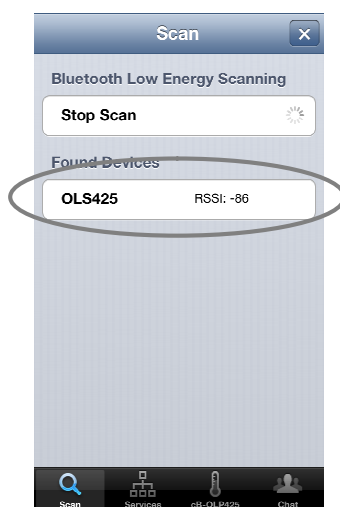 Scan
Bluetooth Low Energy Scanning
Stop Scan
Found Devices
OLS425 RSSI: -86
Scan Services cB-OLP425 Chat